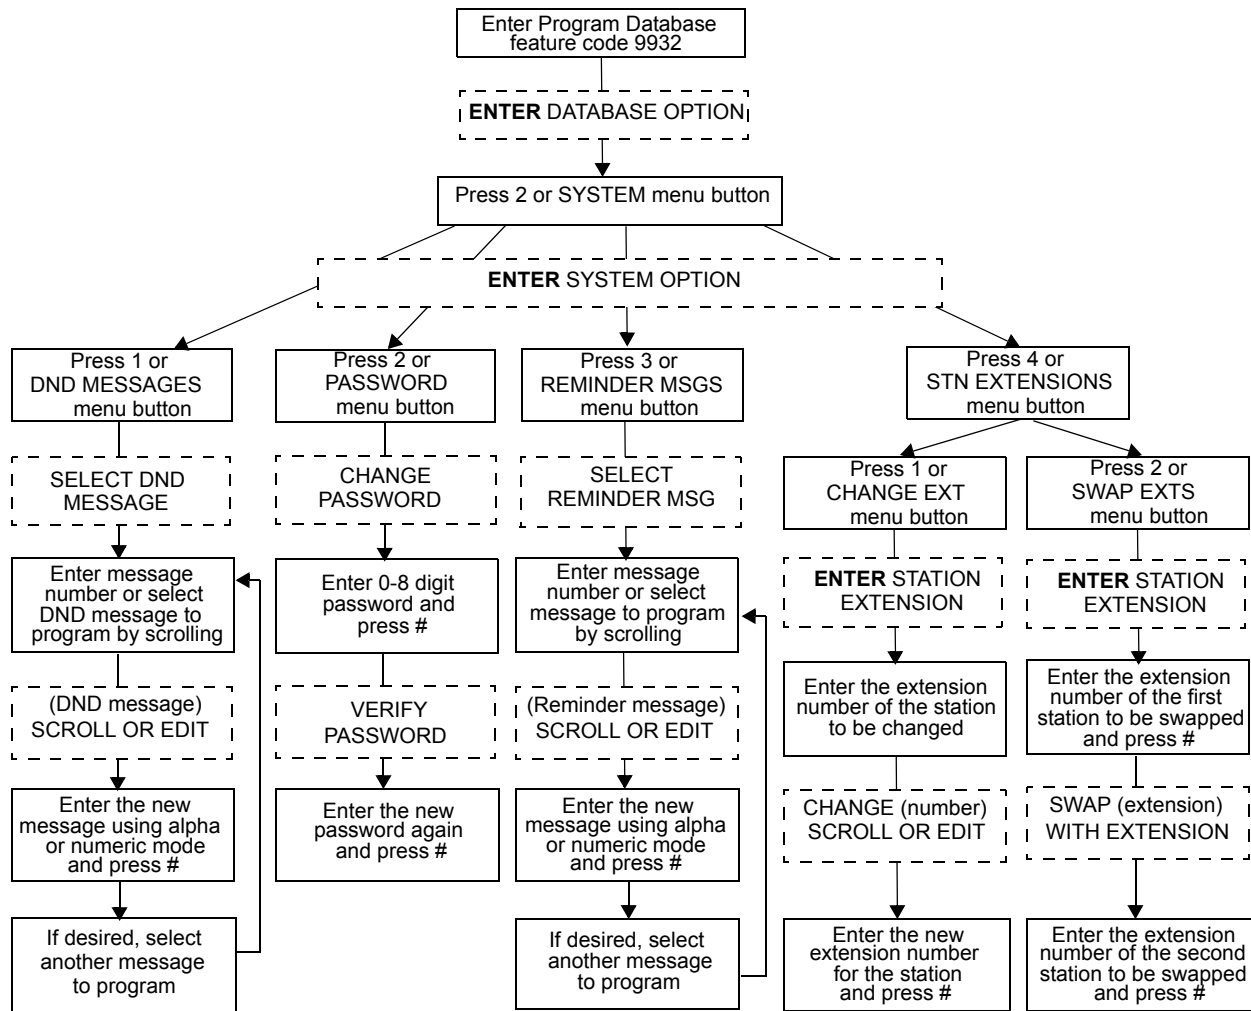 Enter Program Database
feature code 9932
ENTER DATABASE OPTION
Press 2 or SYSTEM menu button
ENTER SYSTEM OPTION
Press 1 or
DND MESSAGES
menu button
SELECT DND
MESSAGE
Enter message
number or select
DND message to
program by scrolling
(DND message)
SCROLL OR EDIT
Enter the new
message using alpha
or numeric mode
and press #
If desired, select
another message
to program
Press 2 or
PASSWORD
menu button
CHANGE
PASSWORD
Enter 0-8 digit
password and
press #
VERIFY
PASSWORD
Enter the new
password again
and press #
Press 3 or
REMINDER MSGS
menu button
SELECT
REMINDER MSG
Enter message
number or select
message to program
by scrolling
(Reminder message)
SCROLL OR EDIT
Enter the new
message using alpha
or numeric mode
and press #
If desired, select
another message
to program
Press 4 or
STN EXTENSIONS
menu button
Press 1 or
CHANGE EXT
menu button
ENTER STATION
EXTENSION
Enter the extension
number of the station
to be changed
CHANGE (number)
SCROLL OR EDIT
Enter the new
extension number
for the station
and press #
Press 2 or
SWAP EXTS
menu button
ENTER STATION
EXTENSION
Enter the extension
number of the first
station to be swapped
and press #
SWAP (extension)
WITH EXTENSION
Enter the extension
number of the second
station to be swapped
and press #